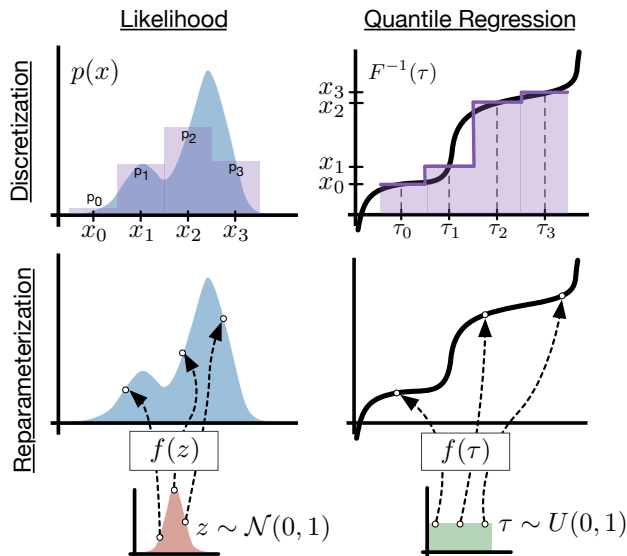 Likelihood
Quantile Regression
Discretization
p(x)
p₀
p₁
p₂
p₃
x₀ x₁ x₂ x₃
F⁻¹(τ)
x₃
x₂
x₁
x₀
τ₀ τ₁ τ₂ τ₃
Reparameterization
f(z)
z ∼ 𝒩(0, 1)
f(τ)
τ ∼ U(0, 1)